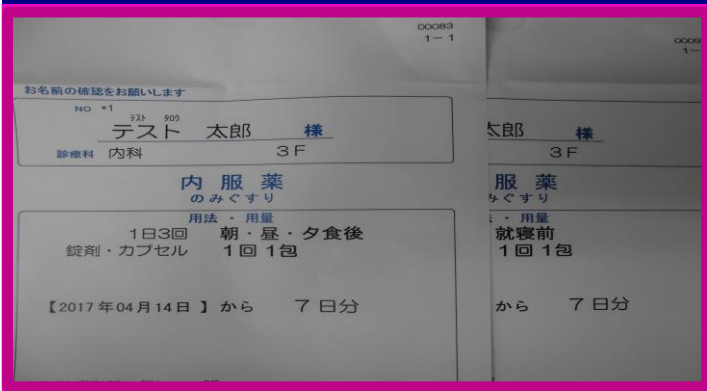 00083
1-1
お名前の確認をお願いします
NO *1
テスト タロウ
テスト 太郎 様
診療科 内科 3F
内服薬
のみぐすり
用法・用量
1日3回 朝・昼・夕食後
錠剤・カプセル 1回1包
【2017年04月14日】から 7日分
太郎 様
3F
服薬
みぐすり
・用量
就寝前
1回1包
から 7日分